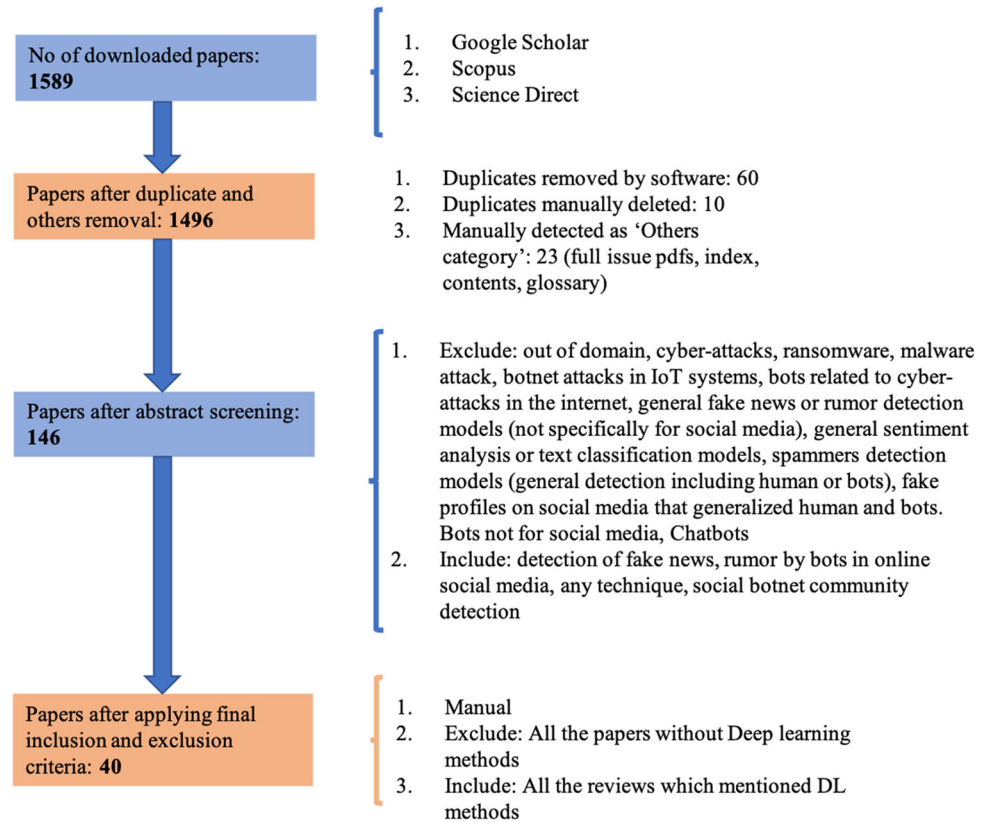 No of downloaded papers:
1589
1. Google Scholar
2. Scopus
3. Science Direct
Papers after duplicate and
others removal: 1496
1. Duplicates removed by software: 60
2. Duplicates manually deleted: 10
3. Manually detected as ‘Others
category’: 23 (full issue pdfs, index,
contents, glossary)
Papers after abstract screening:
146
1. Exclude: out of domain, cyber-attacks, ransomware, malware
attack, botnet attacks in IoT systems, bots related to cyber-
attacks in the internet, general fake news or rumor detection
models (not specifically for social media), general sentiment
analysis or text classification models, spammers detection
models (general detection including human or bots), fake
profiles on social media that generalized human and bots.
Bots not for social media, Chatbots
2. Include: detection of fake news, rumor by bots in online
social media, any technique, social botnet community
detection
Papers after applying final
inclusion and exclusion
criteria: 40
1. Manual
2. Exclude: All the papers without Deep learning
methods
3. Include: All the reviews which mentioned DL
methods